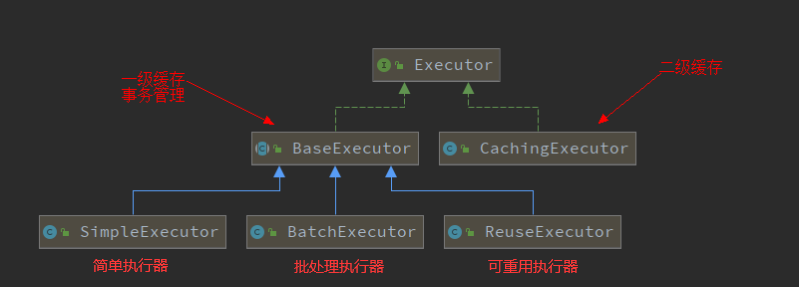 Executor
一级缓存
事务管理
二级缓存
BaseExecutor
CachingExecutor
SimpleExecutor
BatchExecutor
ReuseExecutor
简单执行器
批处理执行器
可重用执行器